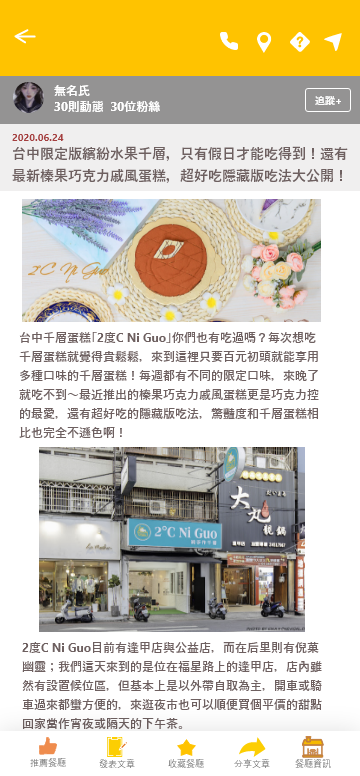 無名氏
30則動態 30位粉絲
追蹤+
2020.06.24
台中限定版繽紛水果千層，只有假日才能吃得到！還有
最新榛果巧克力戚風蛋糕，超好吃隱藏版吃法大公開！
2°C Ni Guo
台中千層蛋糕「2度C Ni Guo」你們也有吃過嗎？每次想吃
千層蛋糕就覺得貴鬆鬆，來到這裡只要百元初頭就能享用
多種口味的千層蛋糕！每週都有不同的限定口味，來晚了
就吃不到～最近推出的榛果巧克力戚風蛋糕更是巧克力控
的最愛，還有超好吃的隱藏版吃法，驚豔度和千層蛋糕相
比也完全不遜色啊！
2°C Ni Guo
大丸
龍鍋
2度C Ni Guo目前有逢甲店與公益店，而在后里則有倪菓
幽靈；我們這天來到的是位在福星路上的逢甲店，店內雖
然有設置候位區，但基本上是以外帶自取為主，開車或騎
車過來都蠻方便的，來逛夜市也可以順便買個平價的甜點
回家當作宵夜或隔天的下午茶。
推薦餐廳
發表文章
收藏餐廳
分享文章
餐廳資訊